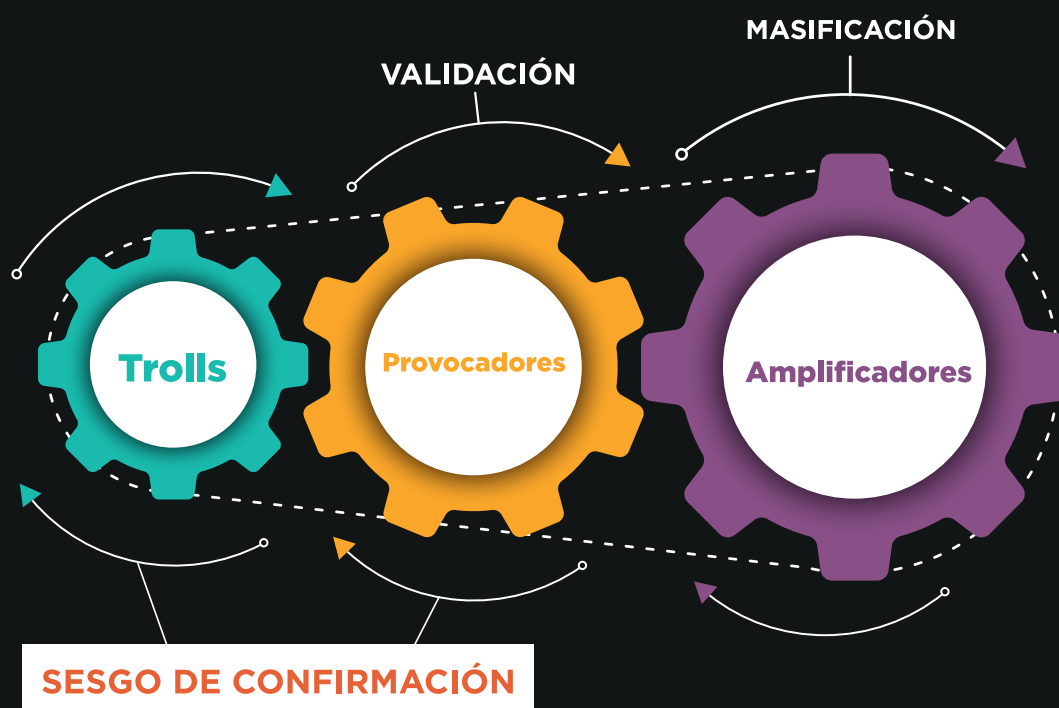 MASIFICACIÓN
VALIDACIÓN
Trolls
Provocadores
Amplificadores
SESGO DE CONFIRMACIÓN